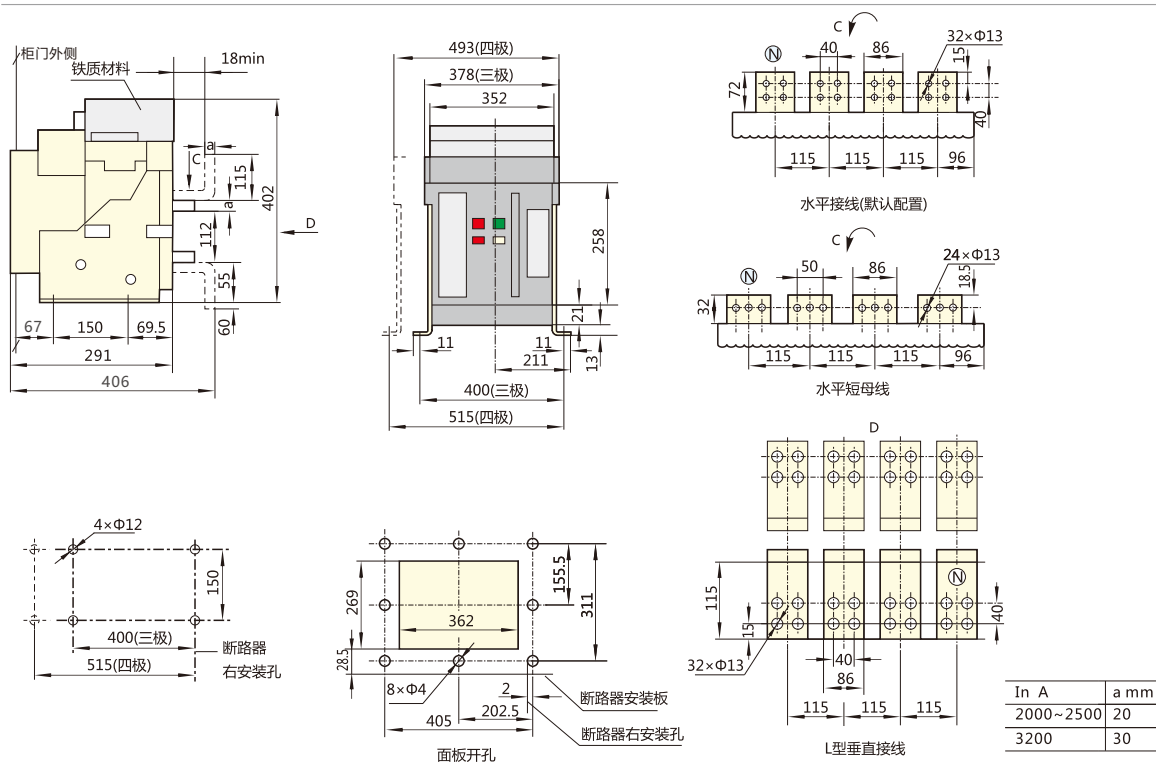 柜门外侧
铁质材料
18min
a
C
115
402
a
D
112
55
60
67
150
69.5
291
406
493(四极)
378(三极)
352
258
21
11
11
13
211
400(三极)
515(四极)
C
32×Φ13
N
40
86
15
72
40
115
115
115
96
水平接线(默认配置)
C
24×Φ13
N
50
86
18.5
32
115
115
115
96
水平短母线
4×Φ12
150
400(三极)
515(四极)
断路器
右安装孔
269
362
155.5
311
28.5
8×Φ4
2
202.5
405
断路器安装板
断路器右安装孔
面板开孔
D
N
115
15
40
32×Φ13
40
86
115
115
115
L型垂直接线
In A a mm
2000~2500 20
3200 30